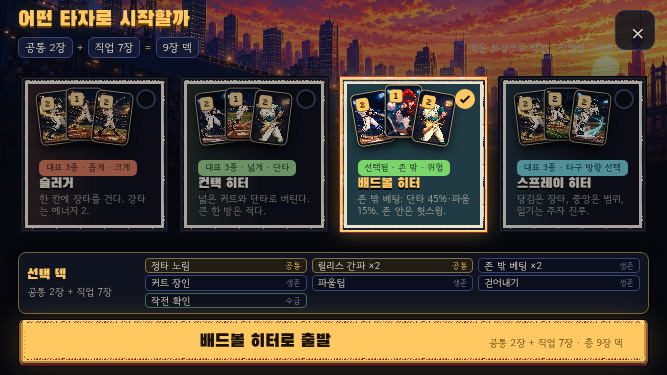 어떤 타자로 시작할까
공통 2장 + 직업 7장 = 9장 덱
×
2 1 2
대표 3종 · 좁게 · 크게
슬러거
한 칸에 장타를 건다. 강타
는 에너지 2.
2 1 2
대표 3종 · 넓게 · 단타
컨택 히터
넓은 커트와 단타로 버틴다.
큰 한 방은 적다.
2 1 2
선택됨 · 존 밖 · 위험
배드볼 히터
존 밖 베팅: 단타 45%·파울
15%. 존 안은 헛스윙.
2 1 2
대표 3종 · 타구 방향 선택
스프레이 히터
당김은 장타, 중앙은 범위,
밀기는 주자 진루.
선택 덱
공통 2장 + 직업 7장
정타 노림 공통
릴리스 간파 ×2 공통
존 밖 베팅 ×2 생존
커트 장인 생존
파울팁 생존
걸어내기 생존
작전 확인 수급
배드볼 히터로 출발
공통 2장 + 직업 7장 · 총 9장 덱